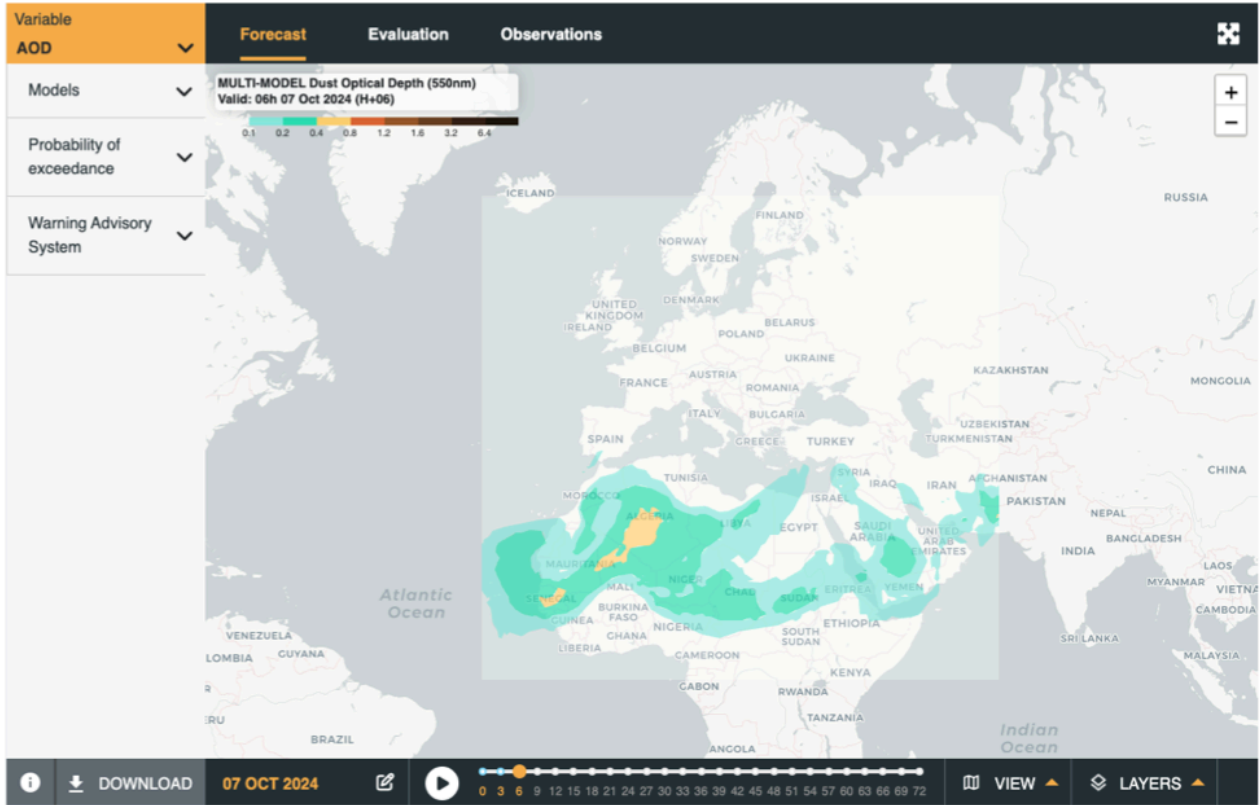 Variable
AOD
Forecast
Evaluation
Observations
Models
Probability of
exceedance
Warning Advisory
System
MULTI-MODEL Dust Optical Depth (550nm)
Valid: 06h 07 Oct 2024 (H+06)
0.1 0.2 0.4 0.8 1.2 1.6 3.2 6.4
+
−
ICELAND
RUSSIA
FINLAND
NORWAY
SWEDEN
UNITED
KINGDOM
DENMARK
IRELAND
BELARUS
POLAND
BELGIUM
UKRAINE
KAZAKHSTAN
AUSTRIA
FRANCE
ROMANIA
MONGOLIA
ITALY
BULGARIA
UZBEKISTAN
SPAIN
GREECE
TURKEY
TURKMENISTAN
CHINA
TUNISIA
SYRIA
IRAQ
IRAN
AFGHANISTAN
MOROCCO
ISRAEL
PAKISTAN
ALGERIA
LIBYA
EGYPT
SAUDI
ARABIA
UNITED
ARAB
EMIRATES
NEPAL
BANGLADESH
INDIA
MAURITANIA
LAOS
MALI
NIGER
CHAD
SUDAN
ERITREA
YEMEN
MYANMAR
VIETNA
Atlantic
Ocean
SENEGAL
BURKINA
FASO
CAMBODIA
GUINEA
NIGERIA
ETHIOPIA
GHANA
SOUTH
SUDAN
SRI LANKA
VENEZUELA
LIBERIA
LOMBIA
GUYANA
CAMEROON
MALAYSIA
KENYA
GABON
RWANDA
ERU
TANZANIA
BRAZIL
Indian
Ocean
ANGOLA
DOWNLOAD
07 OCT 2024
0 3 6 9 12 15 18 21 24 27 30 33 36 39 42 45 48 51 54 57 60 63 66 69 72
VIEW
LAYERS